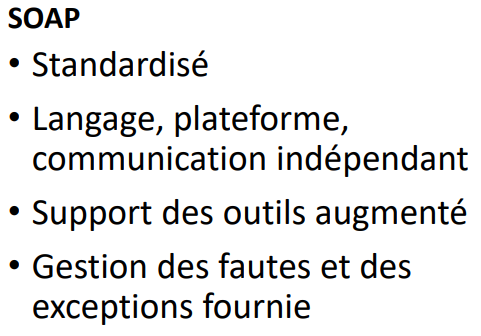 SOAP
• Standardisé
• Langage, plateforme,
communication indépendant
• Support des outils augmenté
• Gestion des fautes et des
exceptions fournie